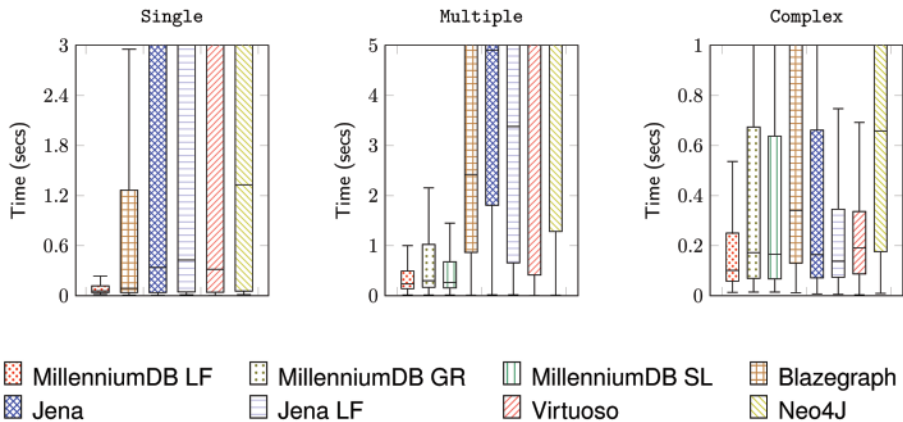 Single
Multiple
Complex
Time (secs)
3
2.4
1.8
1.2
0.6
0
Time (secs)
5
4
3
2
1
0
Time (secs)
1
0.8
0.6
0.4
0.2
0
MillenniumDB LF
MillenniumDB GR
MillenniumDB SL
Blazegraph
Jena
Jena LF
Virtuoso
Neo4J